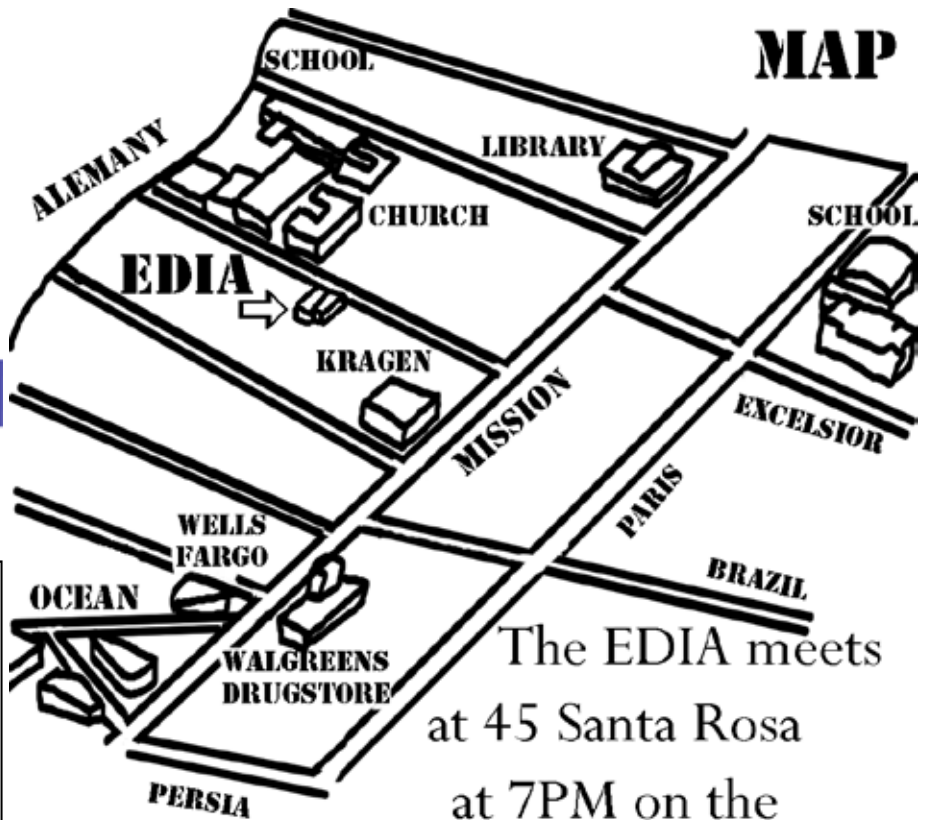 MAP
SCHOOL
LIBRARY
ALEMANY
CHURCH
SCHOOL
EDIA
KRAGEN
MISSION
EXCELSIOR
PARIS
WELLS
FARGO
BRAZIL
OCEAN
WALGREENS
DRUGSTORE
PERSIA
The EDIA meets
at 45 Santa Rosa
at 7PM on the